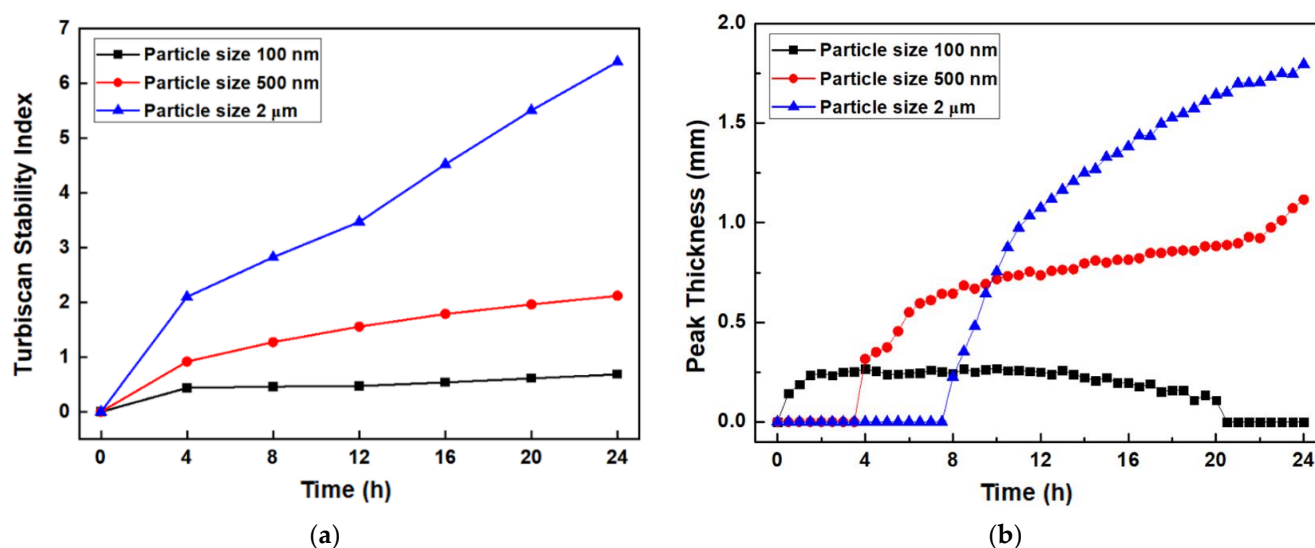 7
6
5
4
3
2
1
0
Turbiscan Stability Index
Particle size 100 nm
Particle size 500 nm
Particle size 2 μm
0 4 8 12 16 20 24
Time (h)
(a)
2.0
1.5
1.0
0.5
0.0
Peak Thickness (mm)
Particle size 100 nm
Particle size 500 nm
Particle size 2 μm
0 4 8 12 16 20 24
Time (h)
(b)